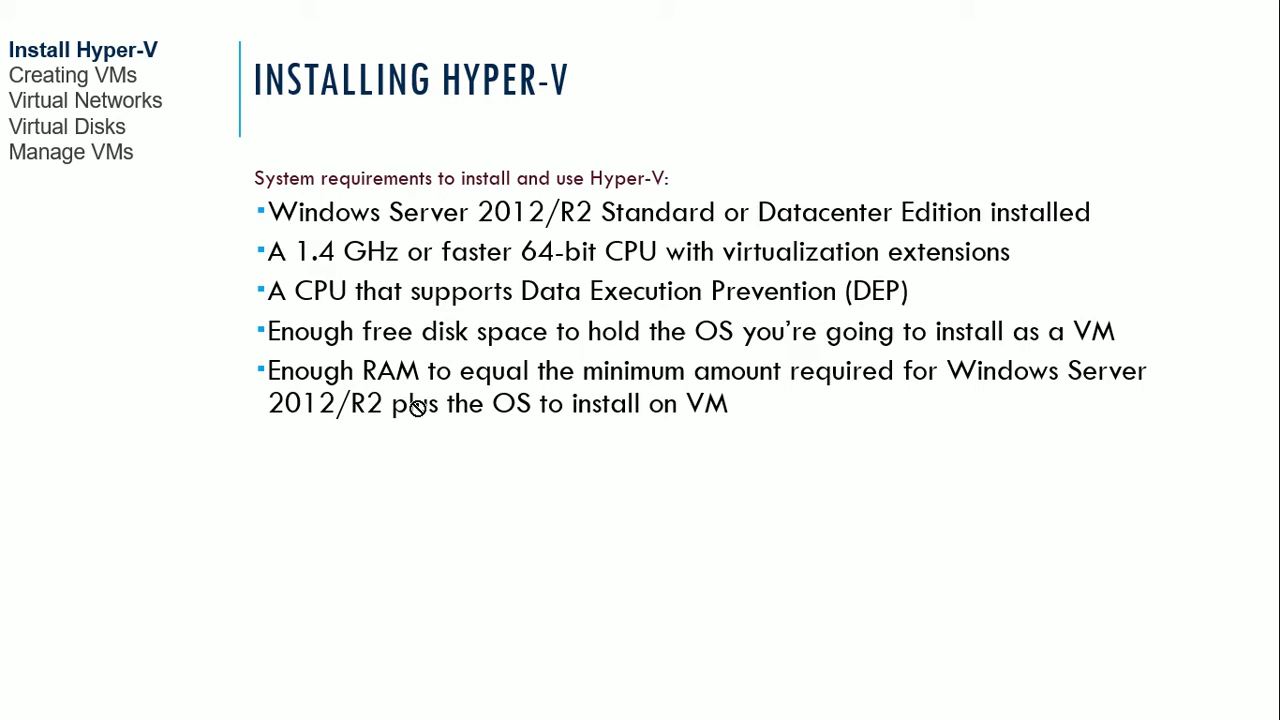 Install Hyper-V
Creating VMs
Virtual Networks
Virtual Disks
Manage VMs
INSTALLING HYPER-V
System requirements to install and use Hyper-V:
▪Windows Server 2012/R2 Standard or Datacenter Edition installed
▪A 1.4 GHz or faster 64-bit CPU with virtualization extensions
▪A CPU that supports Data Execution Prevention (DEP)
▪Enough free disk space to hold the OS you’re going to install as a VM
▪Enough RAM to equal the minimum amount required for Windows Server
2012/R2 plus the OS to install on VM